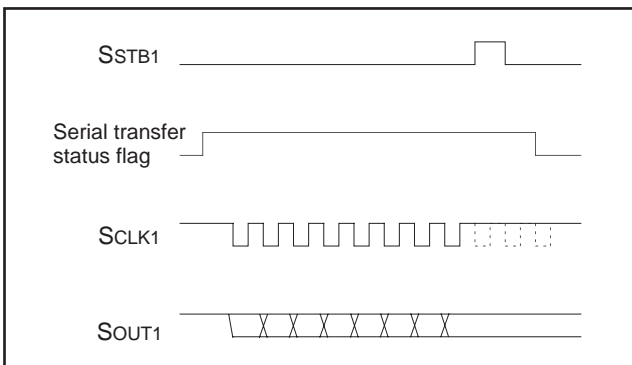 SSTB1
Serial transfer
status flag
SCLK1
SOUT1